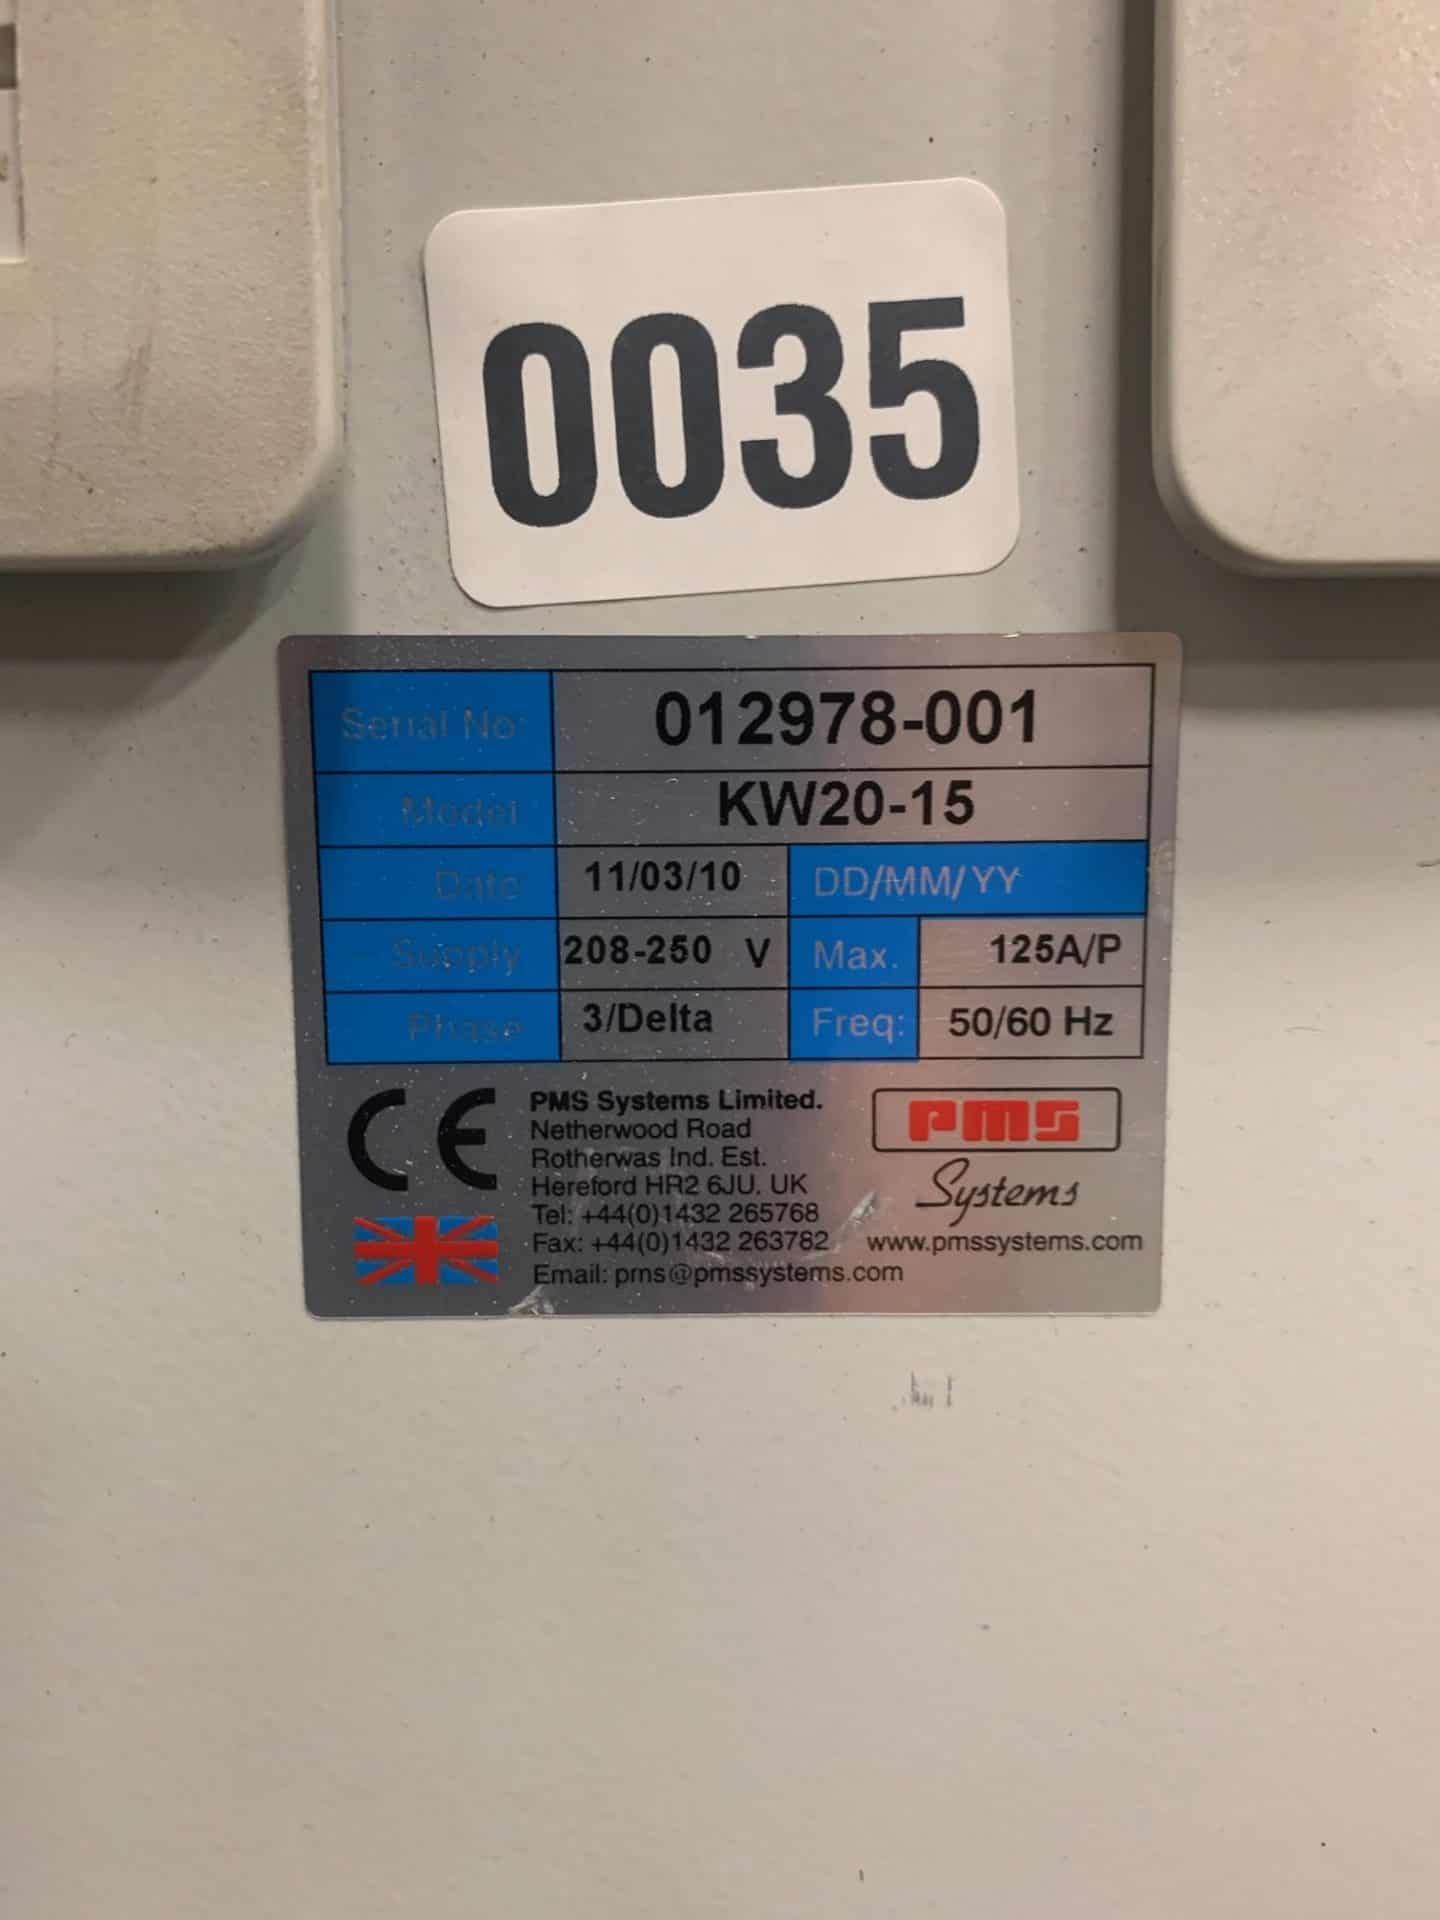 0035
Serial No: 012978-001
Model KW20-15
Date 11/03/10 DD/MM/YY
Supply 208-250 V Max. 125A/P
Phase 3/Delta Freq: 50/60 Hz
CE
PMS Systems Limited.
Netherwood Road
Rotherwas Ind. Est.
Hereford HR2 6JU. UK
Tel: +44(0)1432 265768
Fax: +44(0)1432 263782
Email: pms@pmssystems.com
PMS
Systems
www.pmssystems.com